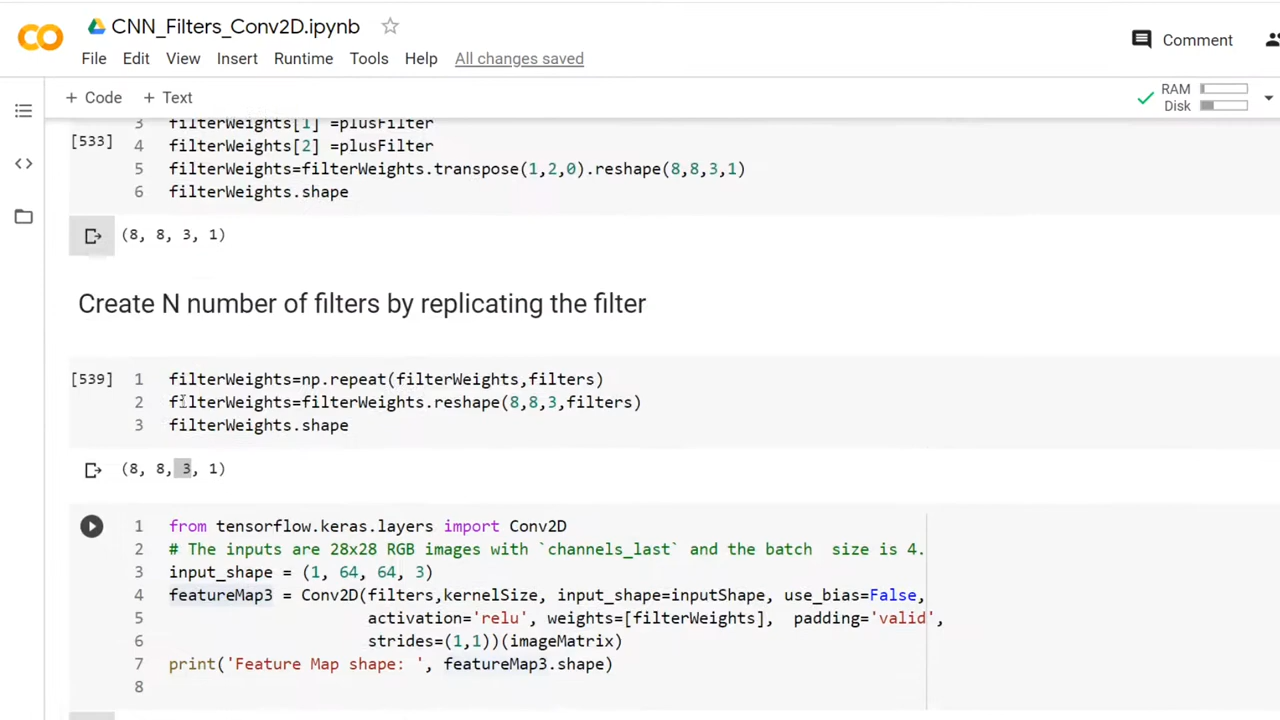 CNN_Filters_Conv2D.ipynb
Comment
File Edit View Insert Runtime Tools Help All changes saved
+ Code + Text
RAM
Disk
3 filterWeights[1] =plusFilter
[533] 4 filterWeights[2] =plusFilter
5 filterWeights=filterWeights.transpose(1,2,0).reshape(8,8,3,1)
6 filterWeights.shape
(8, 8, 3, 1)
Create N number of filters by replicating the filter
[539] 1 filterWeights=np.repeat(filterWeights,filters)
2 filterWeights=filterWeights.reshape(8,8,3,filters)
3 filterWeights.shape
(8, 8, 3, 1)
1 from tensorflow.keras.layers import Conv2D
2 # The inputs are 28x28 RGB images with `channels_last` and the batch  size is 4.
3 input_shape = (1, 64, 64, 3)
4 featureMap3 = Conv2D(filters,kernelSize, input_shape=inputShape, use_bias=False,
5 activation='relu', weights=[filterWeights],  padding='valid',
6 strides=(1,1))(imageMatrix)
7 print('Feature Map shape: ', featureMap3.shape)
8